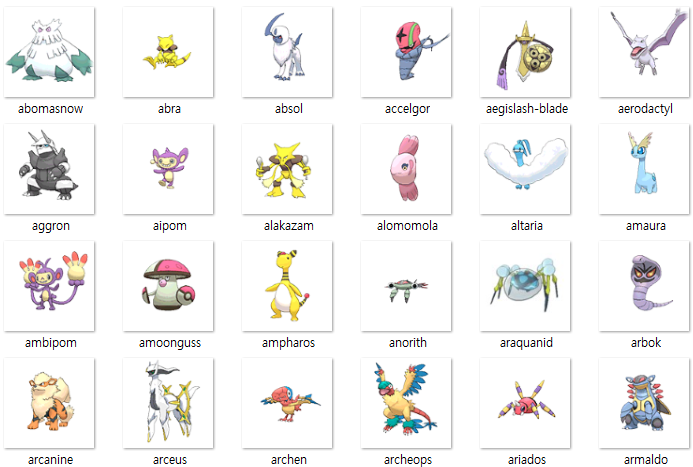 abomasnow
abra
absol
accelgor
aegislash-blade
aerodactyl
aggron
aipom
alakazam
alomomola
altaria
amaura
ambipom
amoonguss
ampharos
anorith
araquanid
arbok
arcanine
arceus
archen
archeops
ariados
armaldo